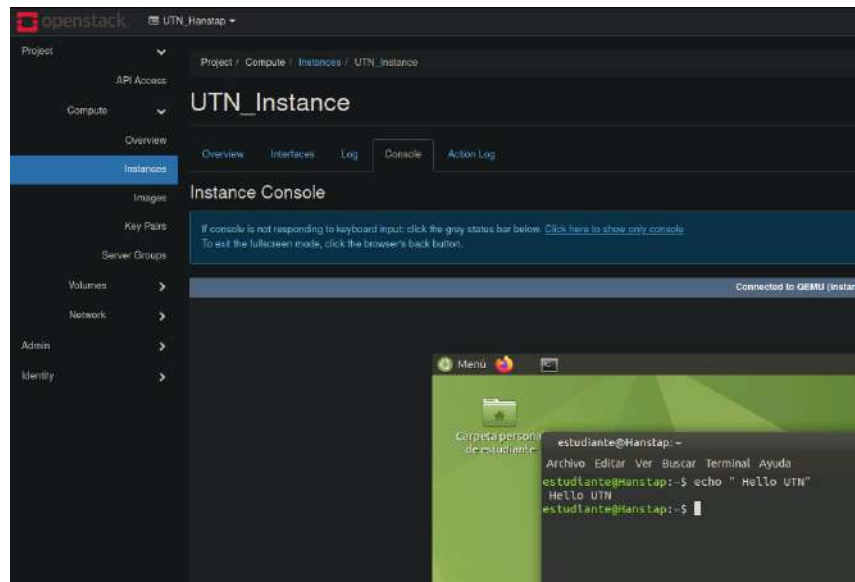 openstack. UTN_Hanstap
Project
API Access
Compute
Overview
Instances
Images
Key Pairs
Server Groups
Volumes
Network
Admin
Identity
Project / Compute / Instances / UTN_Instance
UTN_Instance
Overview Interfaces Log Console Action Log
Instance Console
If console is not responding to keyboard input: click the grey status bar below. Click here to show only console
To exit the fullscreen mode, click the browser's back button.
Connected to QEMU (Instan
Menú
Carpeta persona
de estudiante
estudiante@Hanstap: ~
Archivo Editar Ver Buscar Terminal Ayuda
estudiante@Hanstap:~$ echo " Hello UTN"
Hello UTN
estudiante@Hanstap:~$